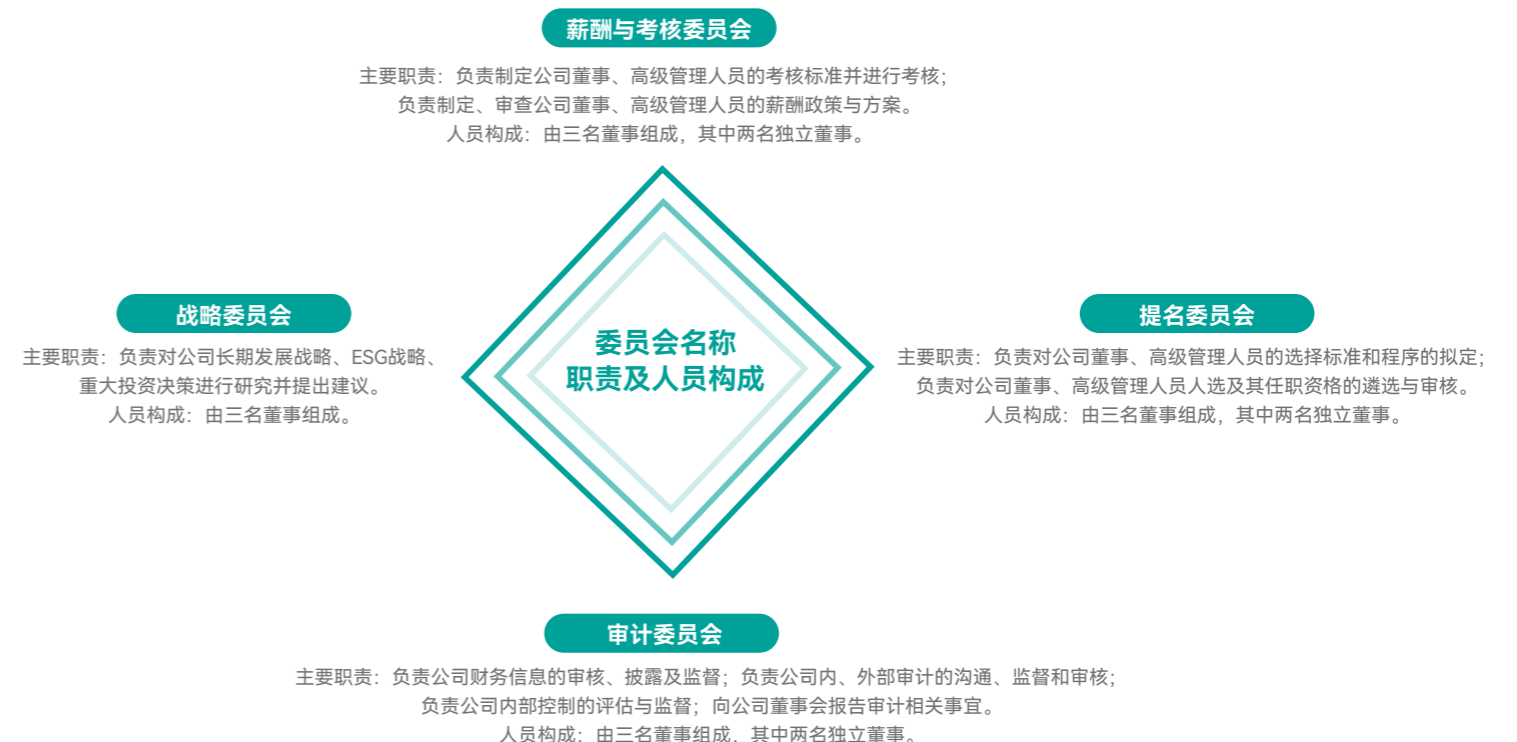 薪酬与考核委员会
主要职责：负责制定公司董事、高级管理人员的考核标准并进行考核；
负责制定、审查公司董事、高级管理人员的薪酬政策与方案。
人员构成：由三名董事组成，其中两名独立董事。
战略委员会
主要职责：负责对公司长期发展战略、ESG战略、
重大投资决策进行研究并提出建议。
人员构成：由三名董事组成。
委员会名称
职责及人员构成
提名委员会
主要职责：负责对公司董事、高级管理人员的选择标准和程序的拟定；
负责对公司董事、高级管理人员人选及其任职资格的遴选与审核。
人员构成：由三名董事组成，其中两名独立董事。
审计委员会
主要职责：负责公司财务信息的审核、披露及监督；负责公司内、外部审计的沟通、监督和审核；
负责公司内部控制的评估与监督；向公司董事会报告审计相关事宜。
人员构成：由三名董事组成，其中两名独立董事。